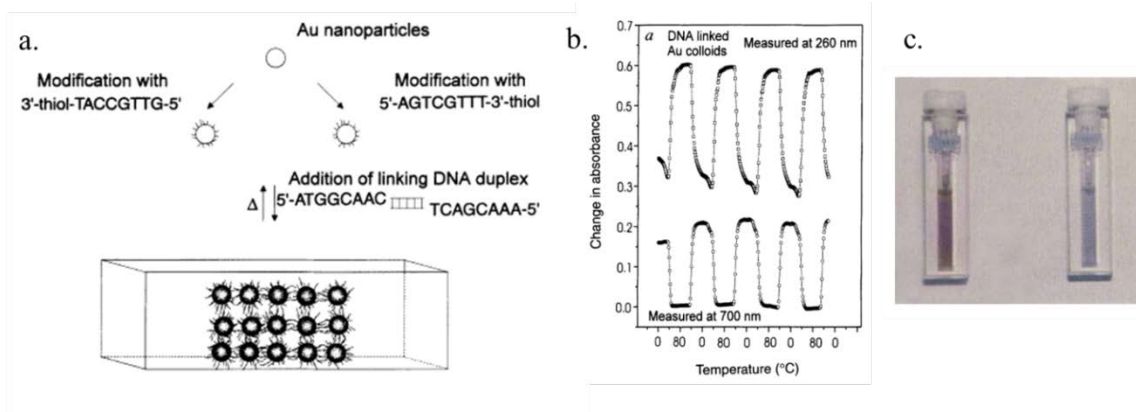 a.
Au nanoparticles
Modification with
3'-thiol-TACCGTTG-5'
Modification with
5'-AGTCGTTT-3'-thiol
Addition of linking DNA duplex
Δ
5'-ATGGCAAC
TCAGCAAA-5'
b.
a DNA linked
Au colloids
Measured at 260 nm
Change in absorbance
0.7
0.6
0.5
0.4
0.3
0.2
0.1
0.0
Measured at 700 nm
0 80 0 80 0 80 0 80 0
Temperature (°C)
c.